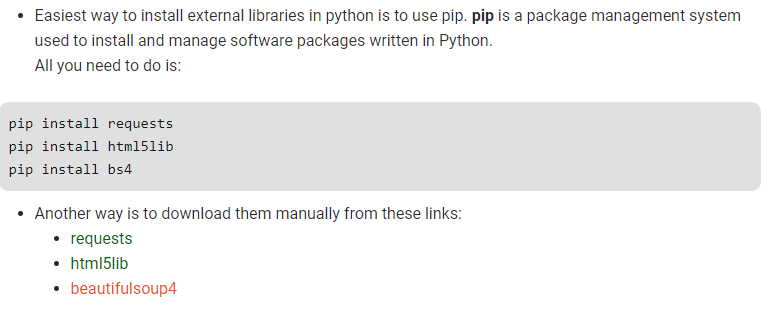 Easiest way to install external libraries in python is to use pip. pip is a package management system
used to install and manage software packages written in Python.
All you need to do is:
pip install requests
pip install html5lib
pip install bs4
Another way is to download them manually from these links:
requests
html5lib
beautifulsoup4